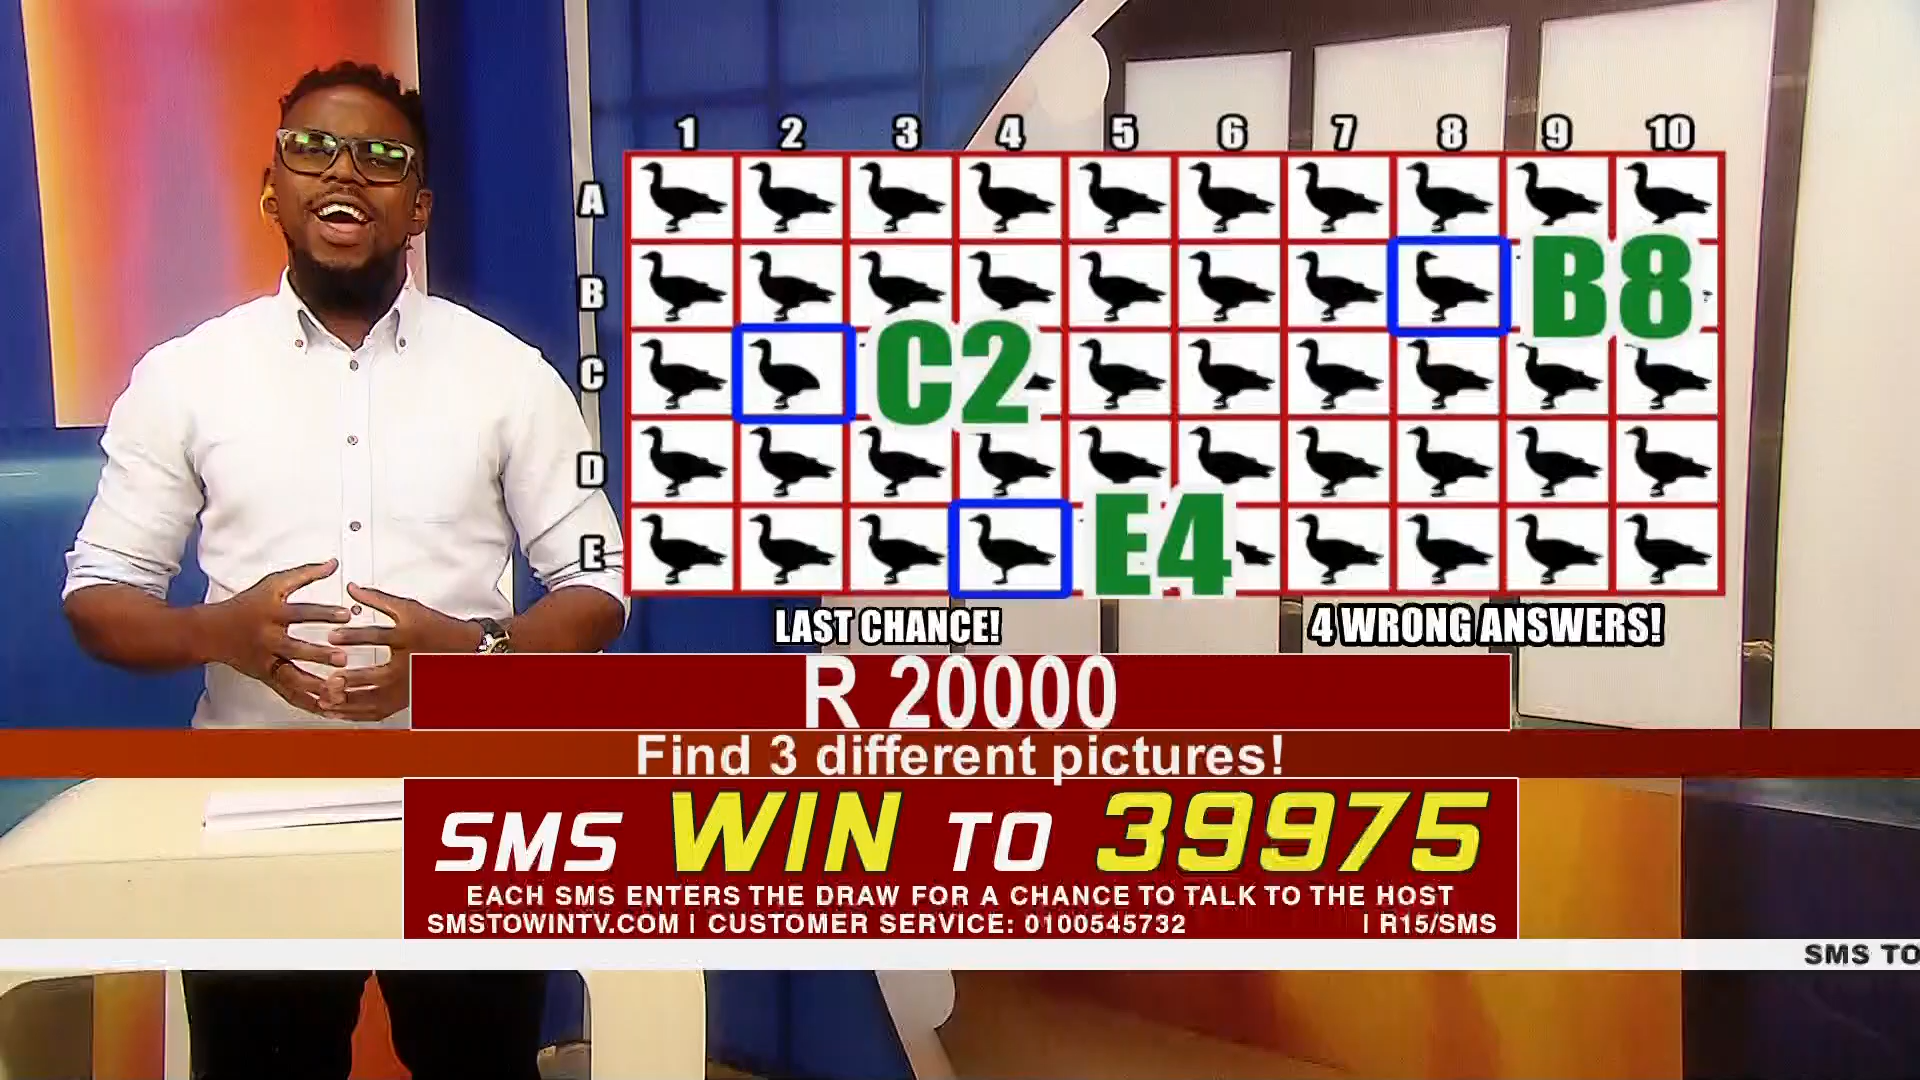 1 2 3 4 5 6 7 8 9 10
A
B
B8
C
C2
D
E
E4
LAST CHANCE! 4 WRONG ANSWERS!
R 20000
Find 3 different pictures!
SMS WIN TO 39975
EACH SMS ENTERS THE DRAW FOR A CHANCE TO TALK TO THE HOST
SMSTOWINTV.COM | CUSTOMER SERVICE: 0100545732 | R15/SMS
SMS TO